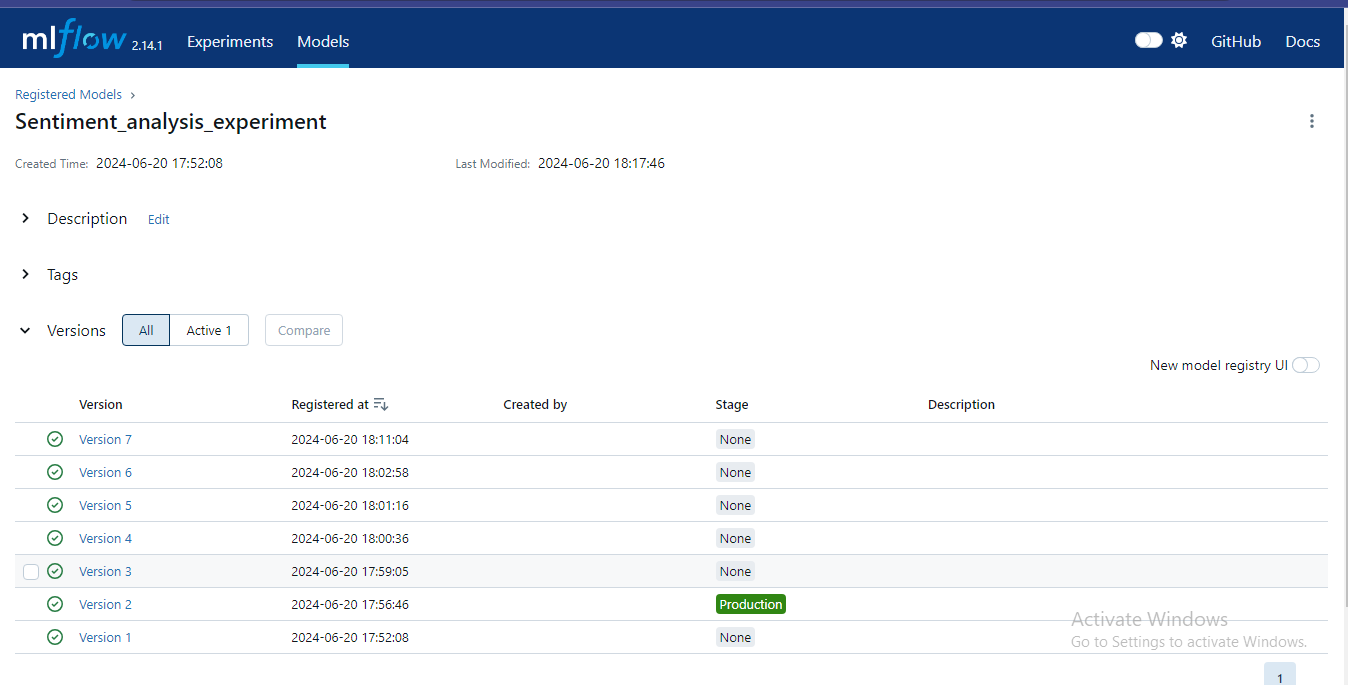 mlflow 2.14.1 Experiments Models GitHub Docs
Registered Models ›
Sentiment_analysis_experiment
Created Time: 2024-06-20 17:52:08 Last Modified: 2024-06-20 18:17:46
Description Edit
Tags
Versions All Active 1 Compare
New model registry UI
Version Registered at Created by Stage Description
Version 7 2024-06-20 18:11:04 None
Version 6 2024-06-20 18:02:58 None
Version 5 2024-06-20 18:01:16 None
Version 4 2024-06-20 18:00:36 None
Version 3 2024-06-20 17:59:05 None
Version 2 2024-06-20 17:56:46 Production
Version 1 2024-06-20 17:52:08 None
Activate Windows
Go to Settings to activate Windows.
1